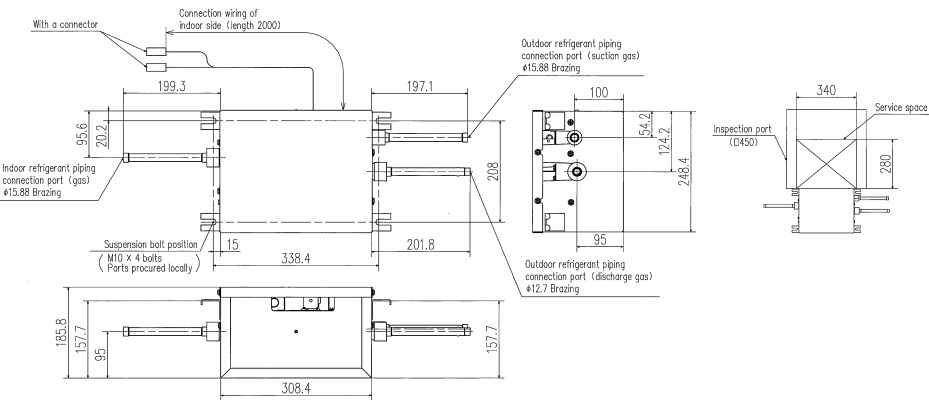 Connection wiring of
indoor side (length 2000)
With a connector
Outdoor refrigerant piping
connection port (suction gas)
ø15.88 Brazing
199.3
197.1
95.6
20.2
Indoor refrigerant piping
connection port (gas)
ø15.88 Brazing
208
Suspension bolt position
( M10 × 4 bolts
Parts procured locally )
15
338.4
201.8
Outdoor refrigerant piping
connection port (discharge gas)
ø12.7 Brazing
100
54.2
124.2
248.4
95
340
Service space
Inspection port
(□450)
280
185.8
157.7
95
308.4
157.7